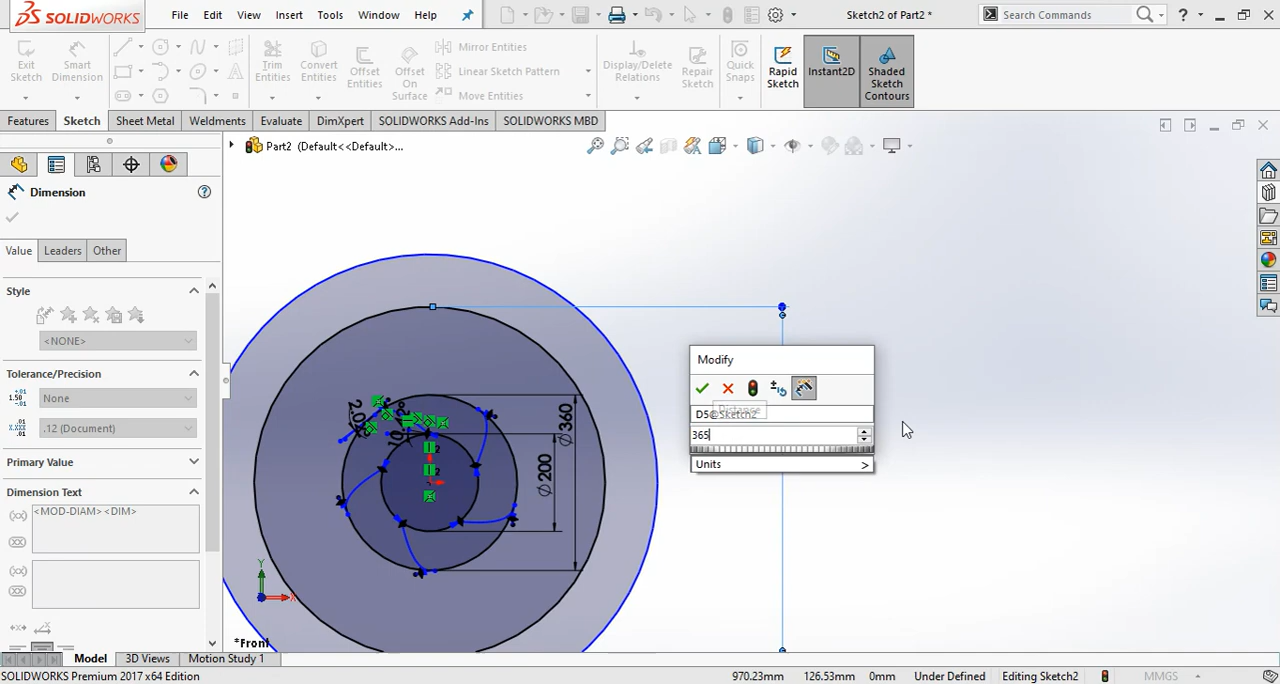 SOLIDWORKS File Edit View Insert Tools Window Help Sketch2 of Part2 * Search Commands ?
Exit Sketch
Smart Dimension
Trim Entities
Convert Entities
Offset Entities
Offset On Surface
Mirror Entities
Linear Sketch Pattern
Move Entities
Display/Delete Relations
Repair Sketch
Quick Snaps
Rapid Sketch
Instant2D
Shaded Sketch Contours
Features Sketch Sheet Metal Weldments Evaluate DimXpert SOLIDWORKS Add-Ins SOLIDWORKS MBD
Part2 (Default<<Default>...
Dimension
Value Leaders Other
Style
<NONE>
Tolerance/Precision
None
.12 (Document)
Primary Value
Dimension Text
<MOD-DIAM><DIM>
Modify
D5@Sketch2
365
Units >
Ø360
Ø200
Y
X
*Front
Model 3D Views Motion Study 1
SOLIDWORKS Premium 2017 x64 Edition 970.23mm 126.53mm 0mm Under Defined Editing Sketch2 MMGS